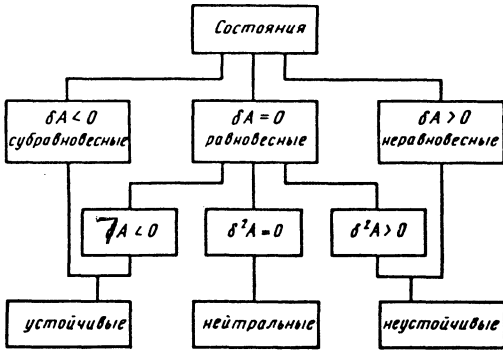 Состояния
δA < 0
субравновесные
δA = 0
равновесные
δA > 0
неравновесные
A < 0
δ²A = 0
δ²A > 0
устойчивые
нейтральные
неустойчивые